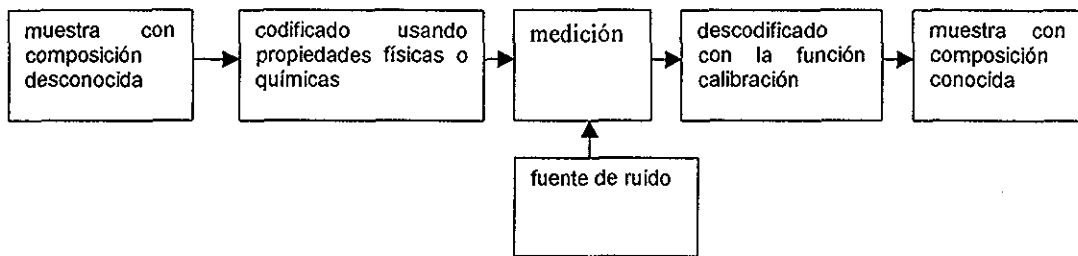 muestra con
composición
desconocida
codificado usando
propiedades físicas o
químicas
medición
descodificado
con la función
calibración
muestra con
composición
conocida
fuente de ruido